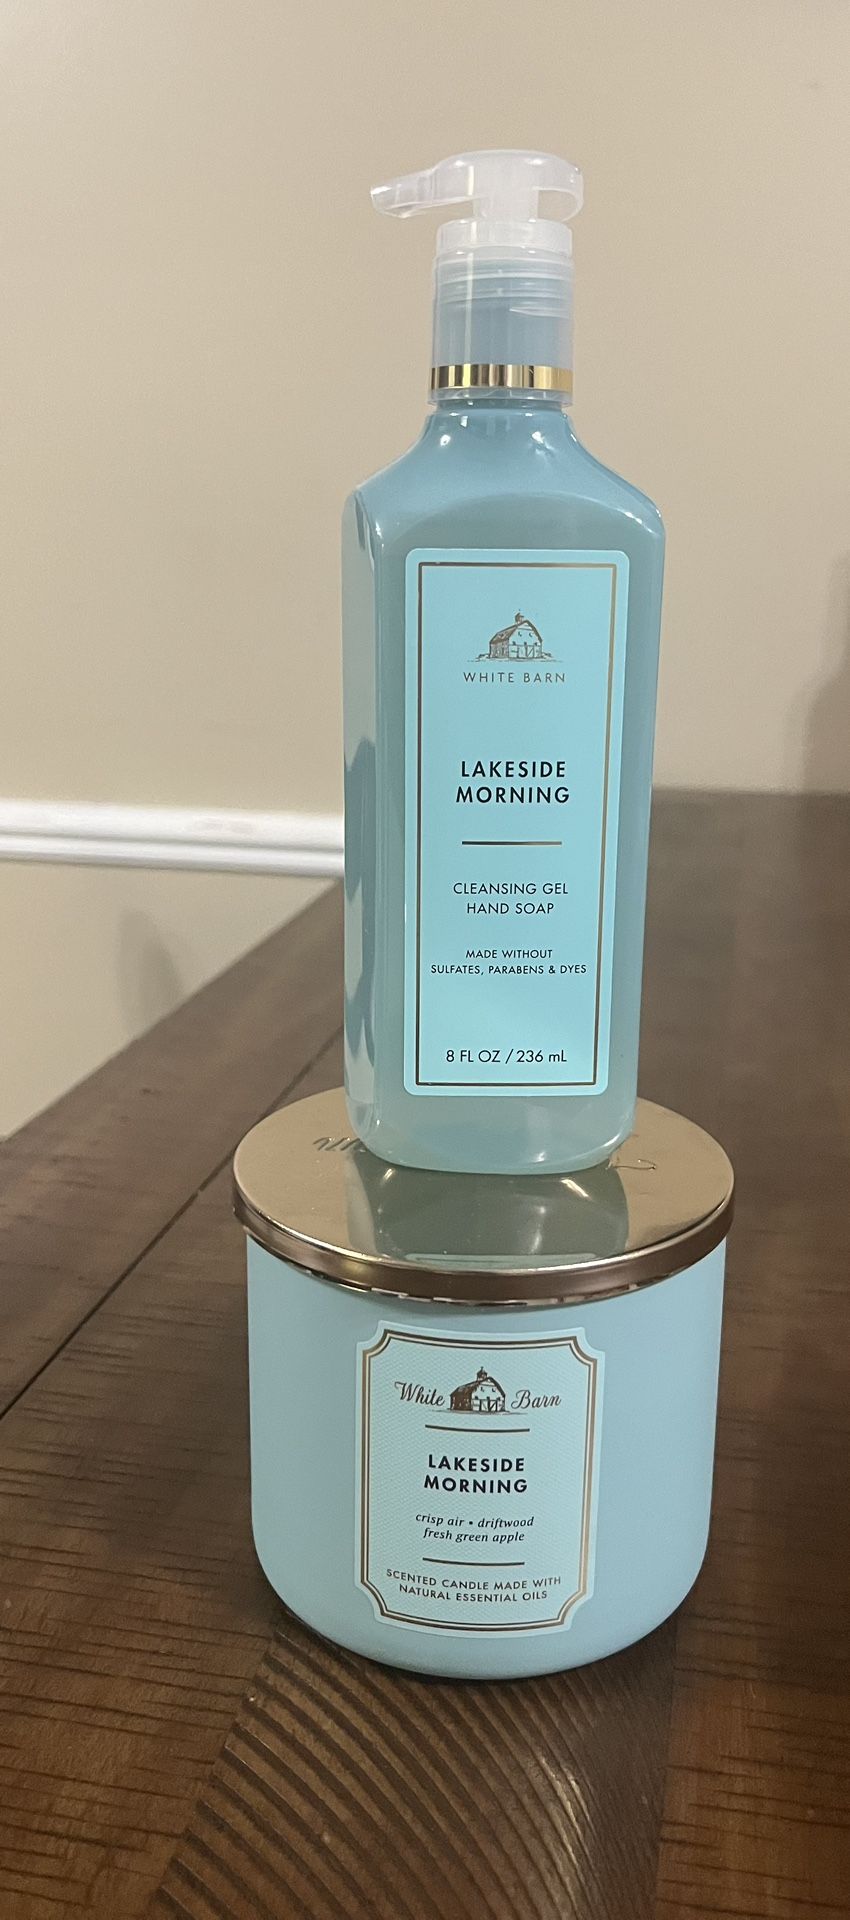 WHITE BARN
LAKESIDE
MORNING
CLEANSING GEL
HAND SOAP
MADE WITHOUT
SULFATES, PARABENS & DYES
8 FL OZ / 236 mL
White Barn
LAKESIDE
MORNING
crisp air • driftwood
fresh green apple
SCENTED CANDLE MADE WITH
NATURAL ESSENTIAL OILS